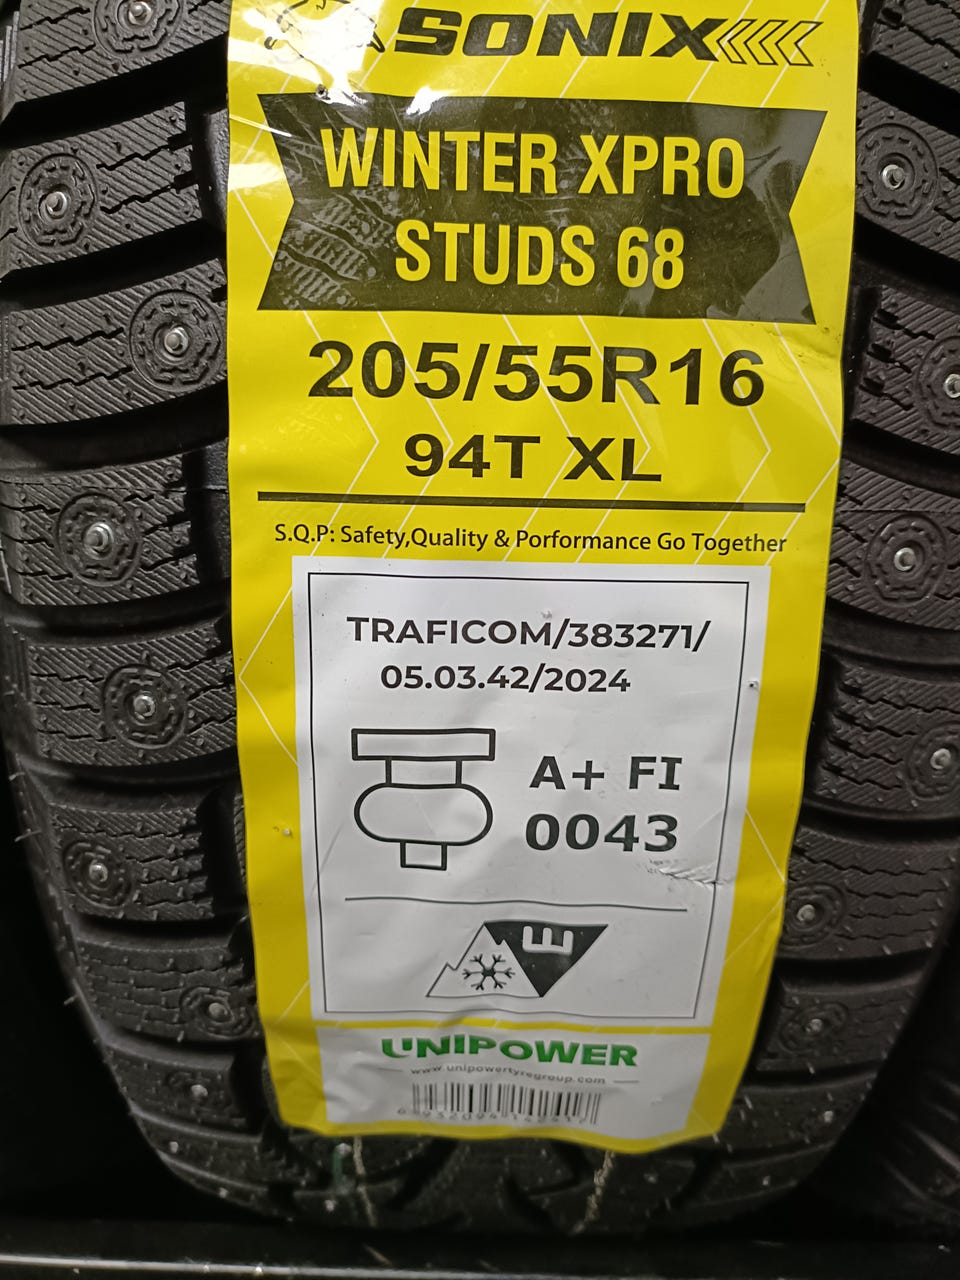 SONIX
WINTER XPRO
STUDS 68
205/55R16
94T XL
S.Q.P: Safety,Quality & Porformance Go Together
TRAFICOM/383271/
05.03.42/2024
A+ FI
0043
E
UNIPOWER
www.unipowertyregroup.com